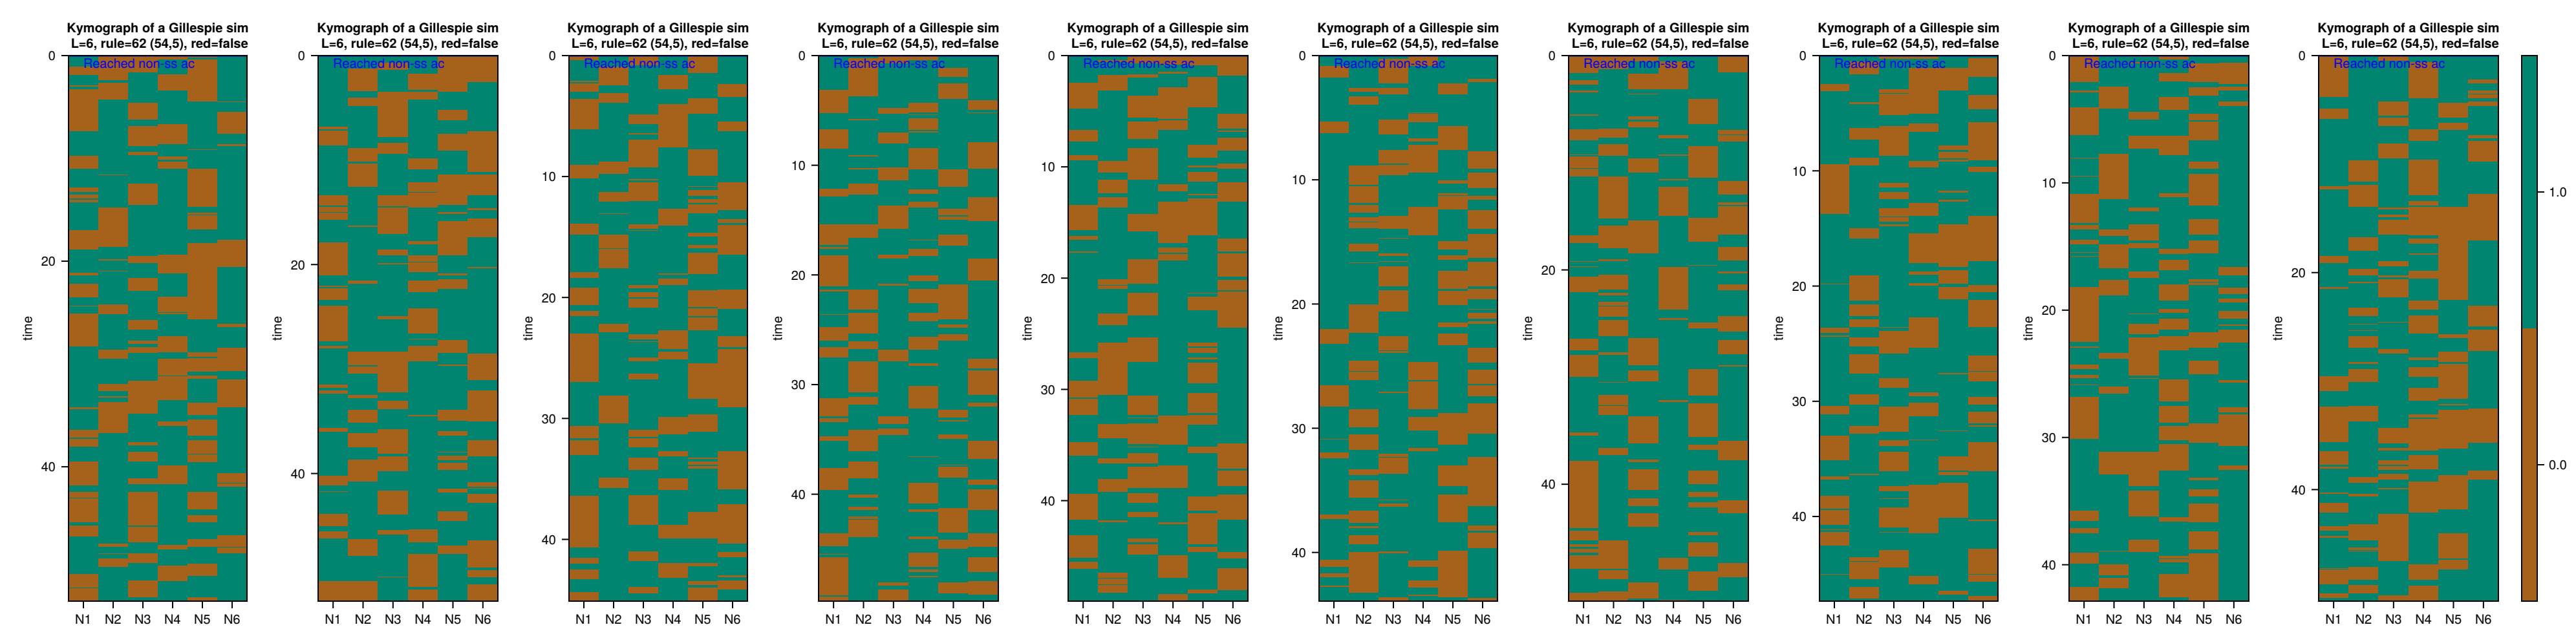 Kymograph of a Gillespie sim
L=6, rule=62 (54,5), red=false
Reached non-ss ac
0
20
40
time
N1 N2 N3 N4 N5 N6
Kymograph of a Gillespie sim
L=6, rule=62 (54,5), red=false
Reached non-ss ac
0
20
40
time
N1 N2 N3 N4 N5 N6
Kymograph of a Gillespie sim
L=6, rule=62 (54,5), red=false
Reached non-ss ac
0
10
20
30
40
time
N1 N2 N3 N4 N5 N6
Kymograph of a Gillespie sim
L=6, rule=62 (54,5), red=false
Reached non-ss ac
0
10
20
30
40
time
N1 N2 N3 N4 N5 N6
Kymograph of a Gillespie sim
L=6, rule=62 (54,5), red=false
Reached non-ss ac
0
10
20
30
40
time
N1 N2 N3 N4 N5 N6
Kymograph of a Gillespie sim
L=6, rule=62 (54,5), red=false
Reached non-ss ac
0
10
20
30
40
time
N1 N2 N3 N4 N5 N6
Kymograph of a Gillespie sim
L=6, rule=62 (54,5), red=false
Reached non-ss ac
0
20
40
time
N1 N2 N3 N4 N5 N6
Kymograph of a Gillespie sim
L=6, rule=62 (54,5), red=false
Reached non-ss ac
0
10
20
30
40
time
N1 N2 N3 N4 N5 N6
Kymograph of a Gillespie sim
L=6, rule=62 (54,5), red=false
Reached non-ss ac
0
10
20
30
40
time
N1 N2 N3 N4 N5 N6
Kymograph of a Gillespie sim
L=6, rule=62 (54,5), red=false
Reached non-ss ac
0
20
40
time
N1 N2 N3 N4 N5 N6
1.0
0.0